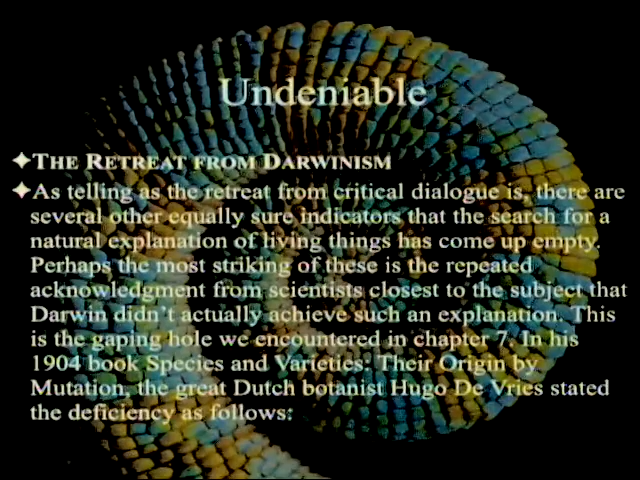 Undeniable
THE RETREAT FROM DARWINISM
As telling as the retreat from critical dialogue is, there are
several other equally sure indicators that the search for a
natural explanation of living things has come up empty.
Perhaps the most striking of these is the repeated
acknowledgment from scientists closest to the subject that
Darwin didn't actually achieve such an explanation. This
is the gaping hole we encountered in chapter 7. In his
1904 book Species and Varieties: Their Origin by
Mutation, the great Dutch botanist Hugo De Vries stated
the deficiency as follows: